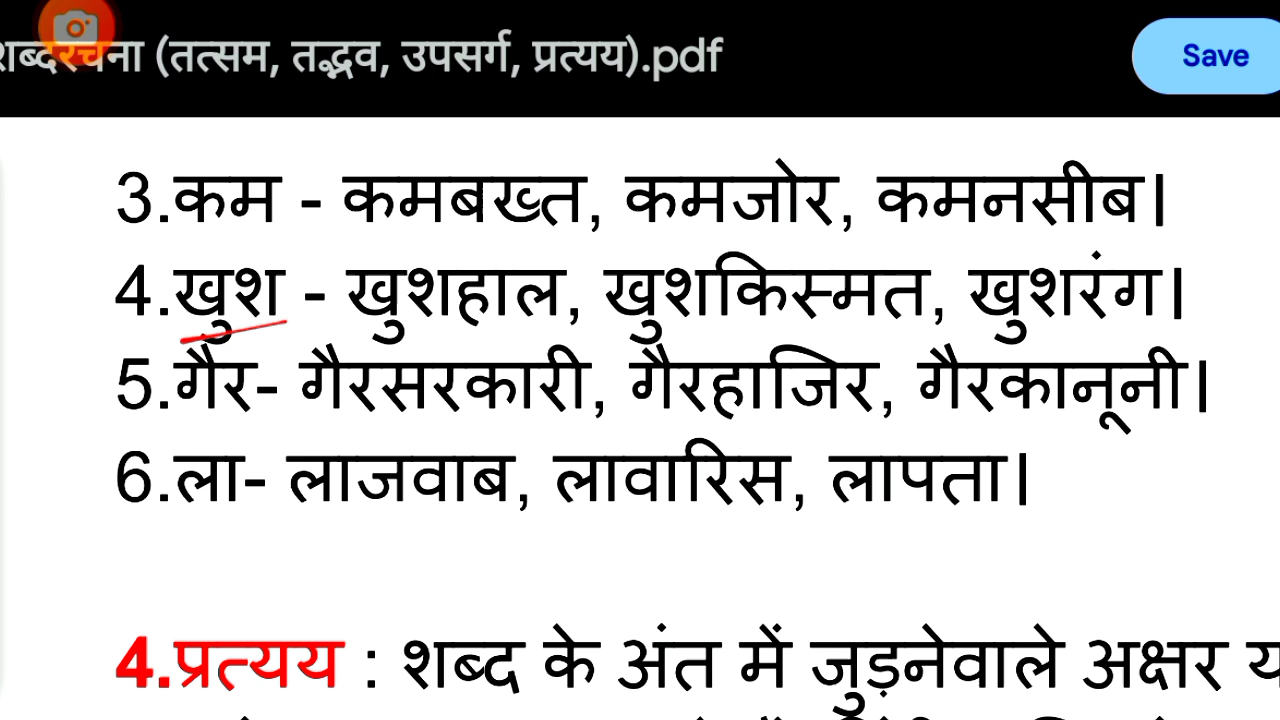 शब्दरचना (तत्सम, तद्भव, उपसर्ग, प्रत्यय).pdf
Save
3.कम - कमबख्त, कमजोर, कमनसीब।
4.खुश - खुशहाल, खुशकिस्मत, खुशरंग।
5.गैर- गैरसरकारी, गैरहाजिर, गैरकानूनी।
6.ला- लाजवाब, लावारिस, लापता।
4.प्रत्यय : शब्द के अंत में जुड़नेवाले अक्षर